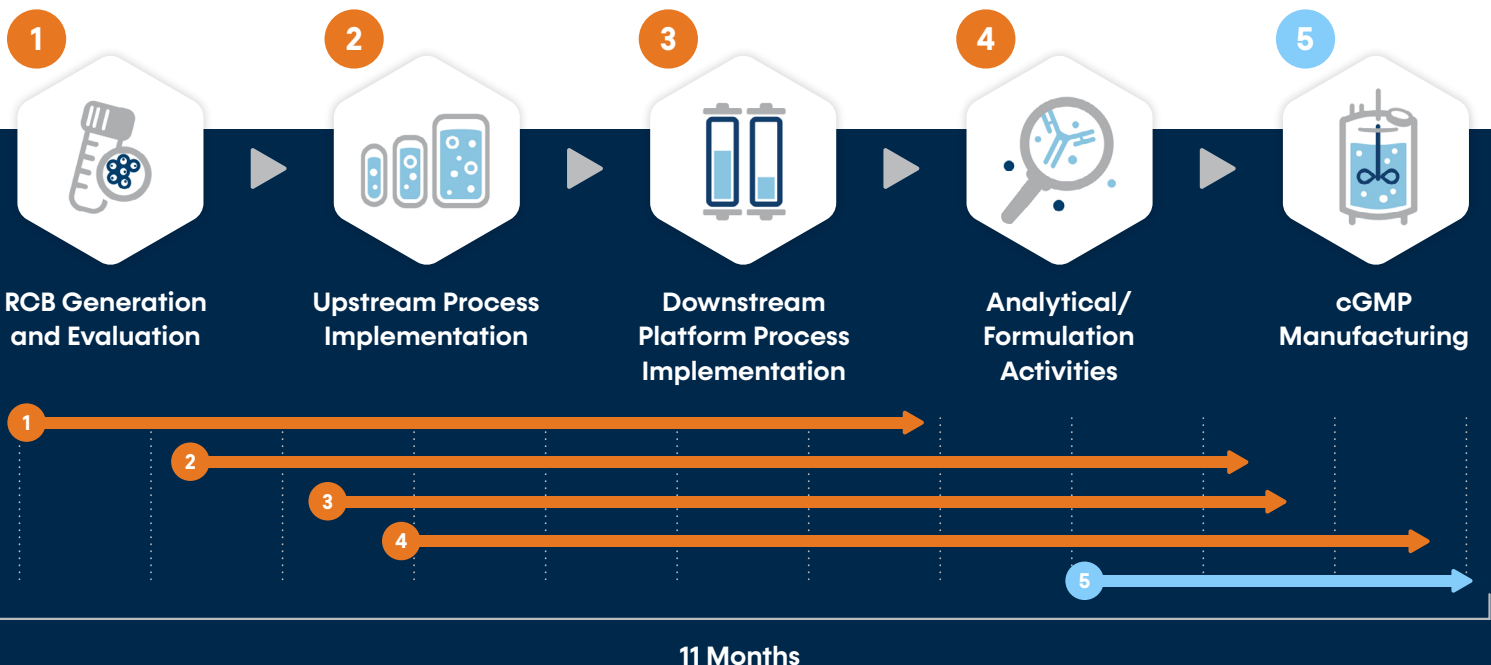 1
2
3
4
5
RCB Generation
and Evaluation
Upstream Process
Implementation
Downstream
Platform Process
Implementation
Analytical/
Formulation
Activities
cGMP
Manufacturing
1
2
3
4
5
11 Months